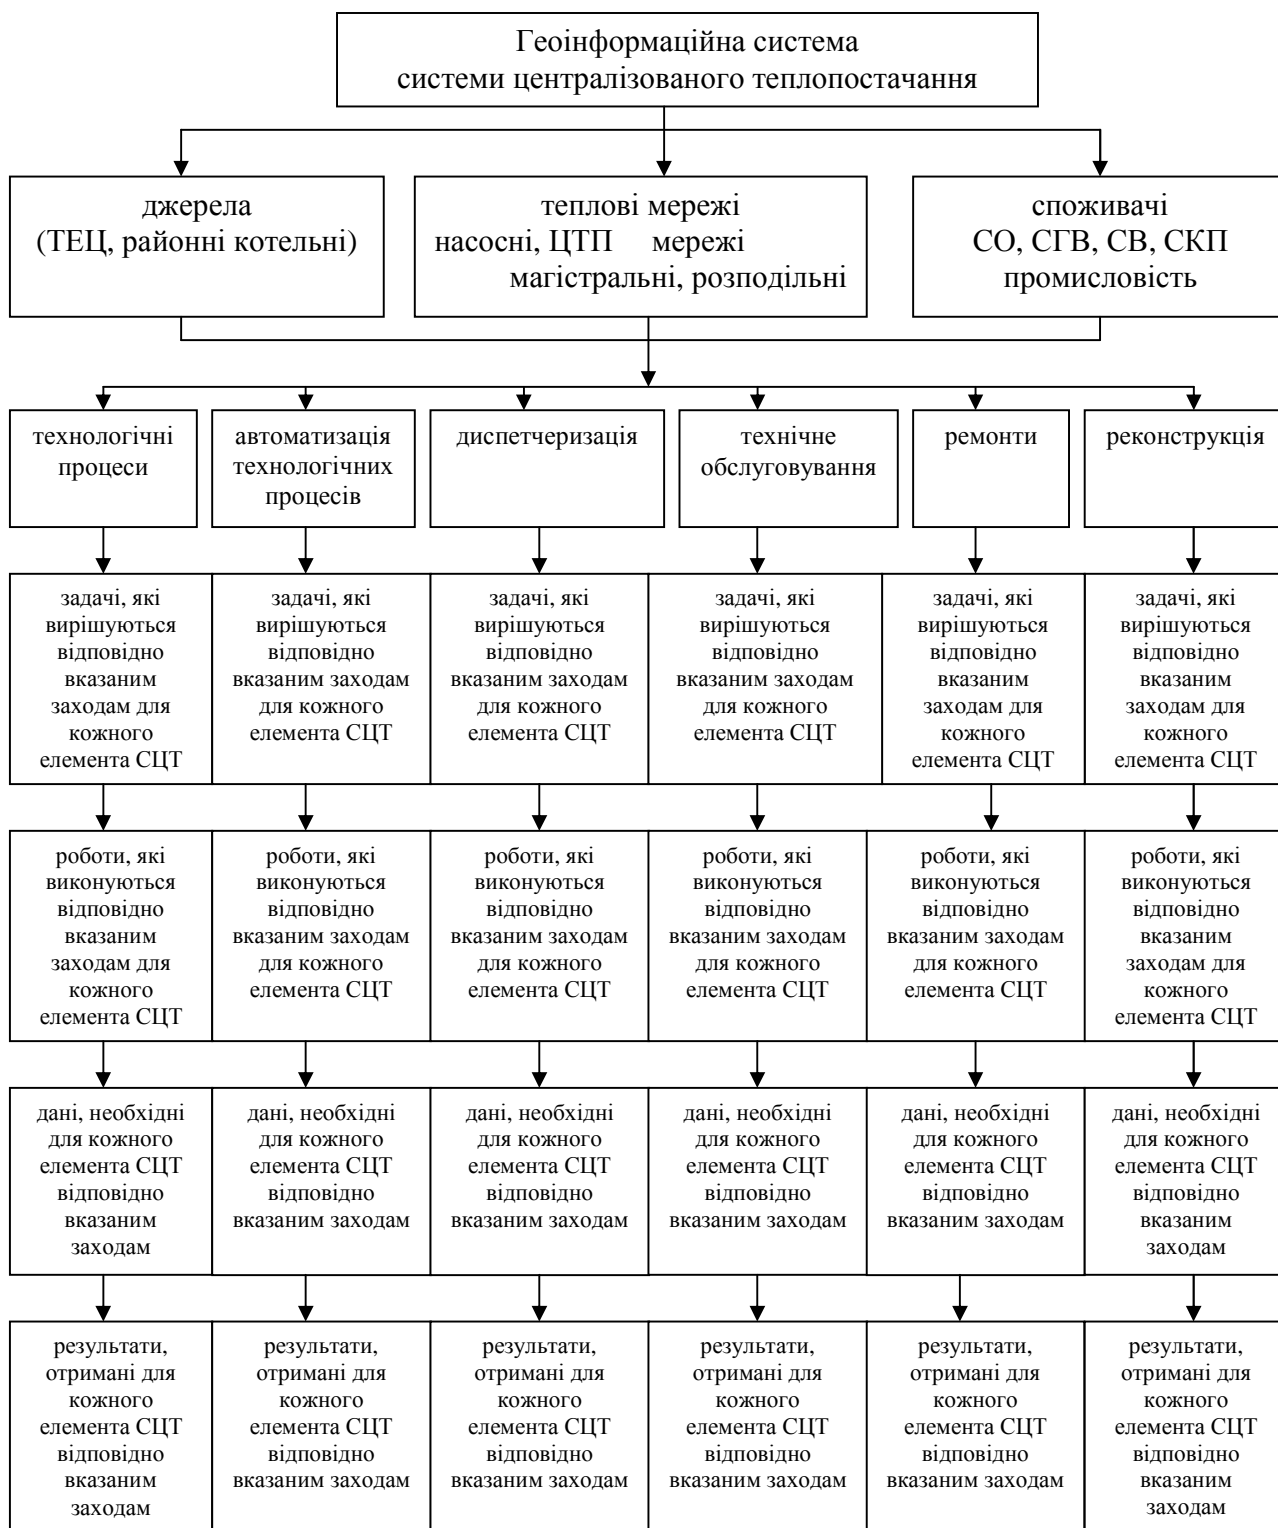 Геоінформаційна система
системи централізованого теплопостачання
джерела
(ТЕЦ, районні котельні)
теплові мережі
насосні, ЦТП мережі
магістральні, розподільні
споживачі
СО, СГВ, СВ, СКП
промисловість
технологічні
процеси
автоматизація
технологічних
процесів
диспетчеризація
технічне
обслуговування
ремонти
реконструкція
задачі, які
вирішуються
відповідно
вказаним
заходам для
кожного
елемента СЦТ
задачі, які
вирішуються
відповідно
вказаним заходам
для кожного
елемента СЦТ
задачі, які
вирішуються
відповідно
вказаним заходам
для кожного
елемента СЦТ
задачі, які
вирішуються
відповідно
вказаним заходам
для кожного
елемента СЦТ
задачі, які
вирішуються
відповідно
вказаним
заходам для
кожного
елемента СЦТ
задачі, які
вирішуються
відповідно
вказаним
заходам для
кожного
елемента СЦТ
роботи, які
виконуються
відповідно
вказаним
заходам для
кожного
елемента СЦТ
роботи, які
виконуються
відповідно
вказаним заходам
для кожного
елемента СЦТ
роботи, які
виконуються
відповідно
вказаним заходам
для кожного
елемента СЦТ
роботи, які
виконуються
відповідно
вказаним заходам
для кожного
елемента СЦТ
роботи, які
виконуються
відповідно
вказаним заходам
для кожного
елемента СЦТ
роботи, які
виконуються
відповідно
вказаним
заходам для
кожного
елемента СЦТ
дані, необхідні
для кожного
елемента СЦТ
відповідно
вказаним
заходам
дані, необхідні
для кожного
елемента СЦТ
відповідно
вказаним заходам
дані, необхідні
для кожного
елемента СЦТ
відповідно
вказаним заходам
дані, необхідні
для кожного
елемента СЦТ
відповідно
вказаним заходам
дані, необхідні
для кожного
елемента СЦТ
відповідно
вказаним заходам
дані, необхідні
для кожного
елемента СЦТ
відповідно
вказаним
заходам
результати,
отримані для
кожного
елемента СЦТ
відповідно
вказаним
заходам
результати,
отримані для
кожного
елемента СЦТ
відповідно
вказаним заходам
результати,
отримані для
кожного
елемента СЦТ
відповідно
вказаним заходам
результати,
отримані для
кожного
елемента СЦТ
відповідно
вказаним заходам
результати,
отримані для
кожного
елемента СЦТ
відповідно
вказаним заходам
результати,
отримані для
кожного
елемента СЦТ
відповідно
вказаним
заходам